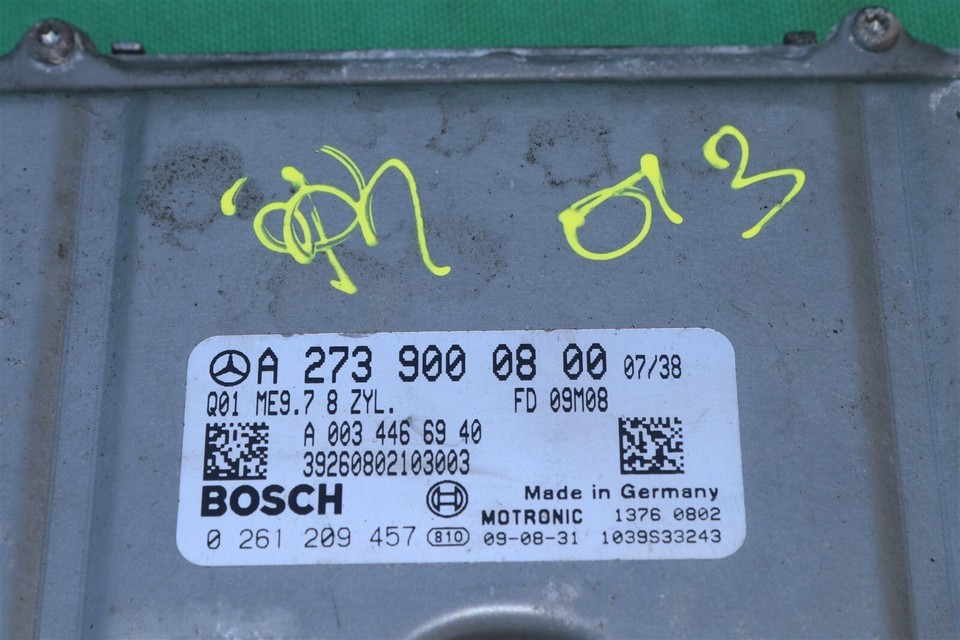 013
A 273 900 08 00 07/38
Q01 ME9.7 8 ZYL. FD 09M08
A 003 446 69 40
39260802103003
BOSCH Made in Germany
MOTRONIC 1376 0802
0 261 209 457 810 09-08-31 1039S33243